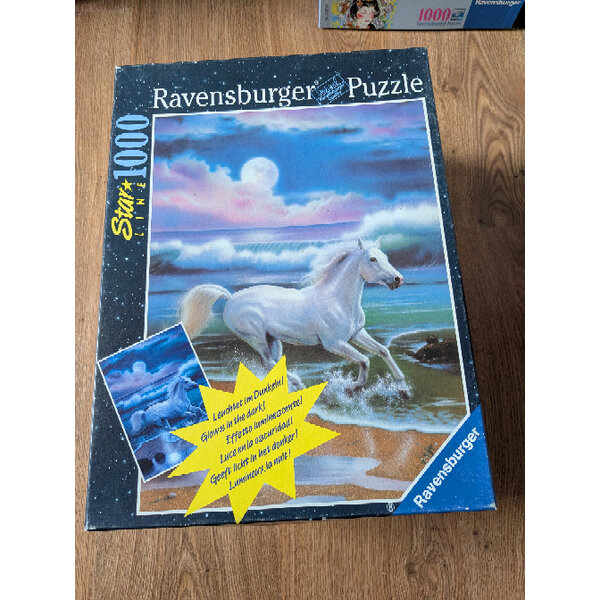 1000
Ravensburger
Ravensburger® Puzzle
Star★ 1000
LINE
Leuchtet im Dunkeln!
Glows in the dark!
Effetto luminescente!
Luce en la oscuridad!
Geeft licht in het donker!
Lumineux la nuit!
Ravensburger
®